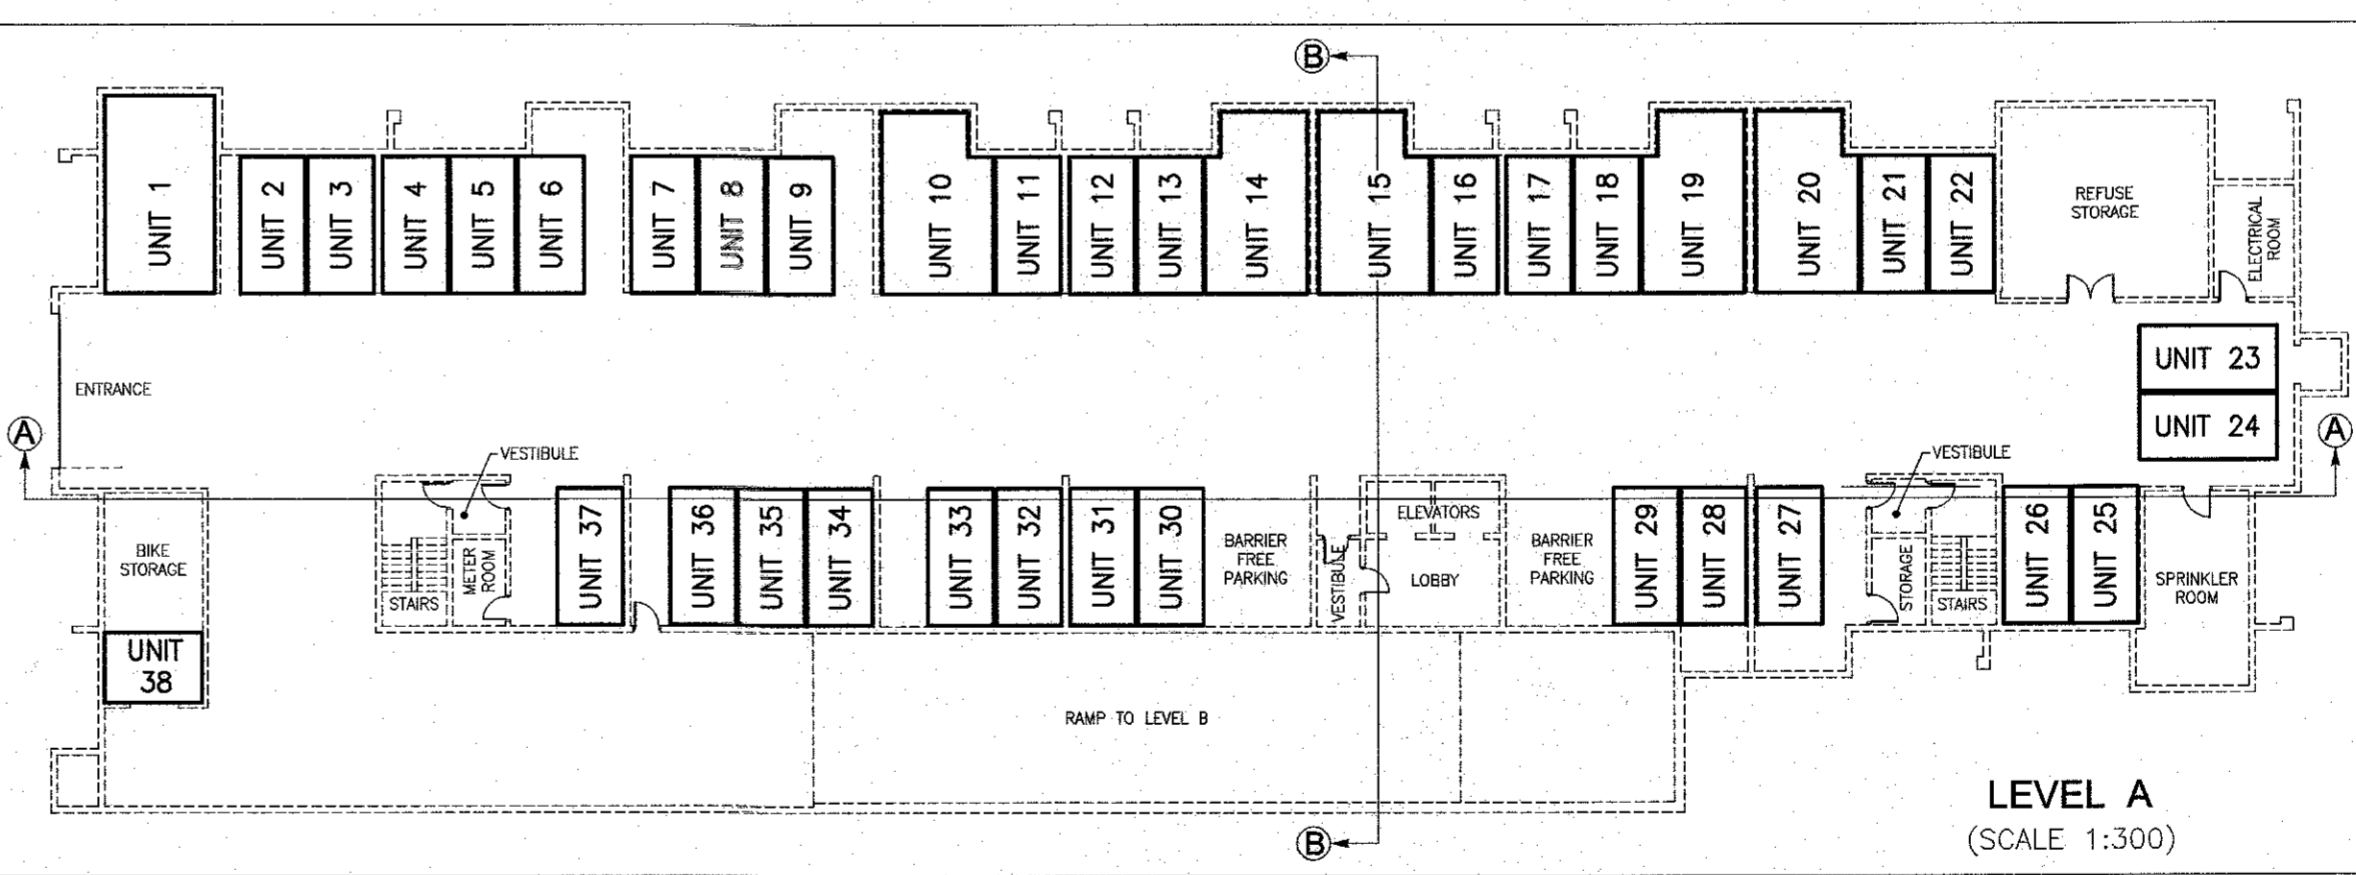 B
UNIT 1
UNIT 2
UNIT 3
UNIT 4
UNIT 5
UNIT 6
UNIT 7
UNIT 8
UNIT 9
UNIT 10
UNIT 11
UNIT 12
UNIT 13
UNIT 14
UNIT 15
UNIT 16
UNIT 17
UNIT 18
UNIT 19
UNIT 20
UNIT 21
UNIT 22
REFUSE
STORAGE
ELECTRICAL
ROOM
UNIT 23
UNIT 24
ENTRANCE
A
A
VESTIBULE
VESTIBULE
BIKE
STORAGE
STAIRS
METER
ROOM
UNIT 37
UNIT 36
UNIT 35
UNIT 34
UNIT 33
UNIT 32
UNIT 31
UNIT 30
BARRIER
FREE
PARKING
VESTIBULE
ELEVATORS
LOBBY
BARRIER
FREE
PARKING
UNIT 29
UNIT 28
UNIT 27
STORAGE
STAIRS
UNIT 26
UNIT 25
SPRINKLER
ROOM
UNIT
38
RAMP TO LEVEL B
B
LEVEL A
(SCALE 1:300)